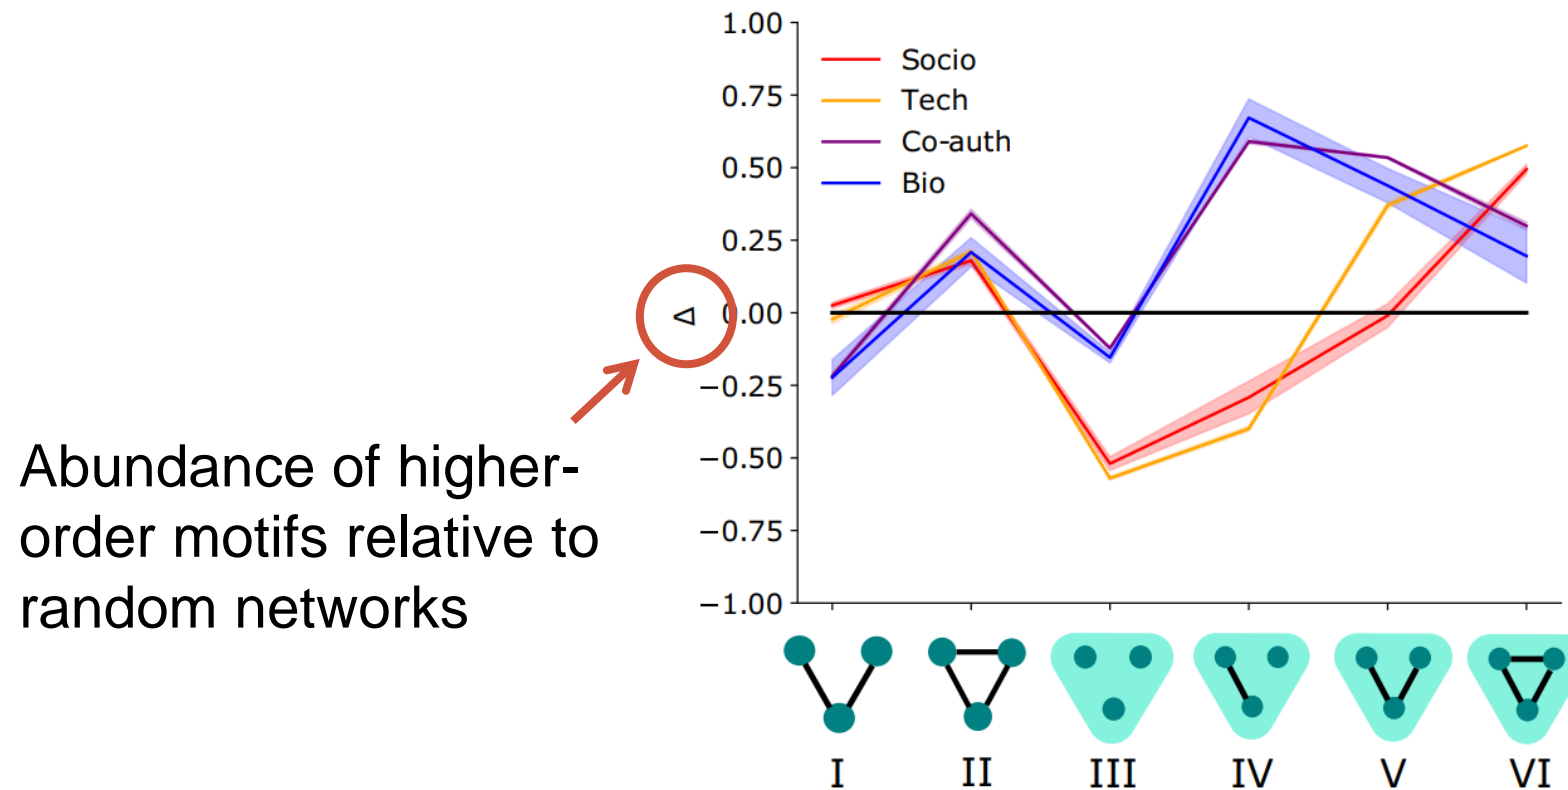 1.00
0.75
0.50
0.25
0.00
−0.25
−0.50
−0.75
−1.00
Δ
Socio
Tech
Co-auth
Bio
Abundance of higher-
order motifs relative to
random networks
I II III IV V VI